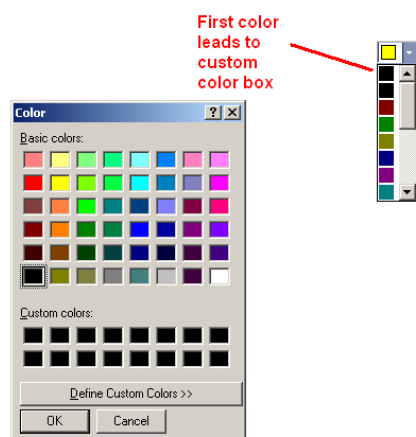 First color
leads to
custom
color box
Color
Basic colors:
Custom colors:
Define Custom Colors >>
OK
Cancel